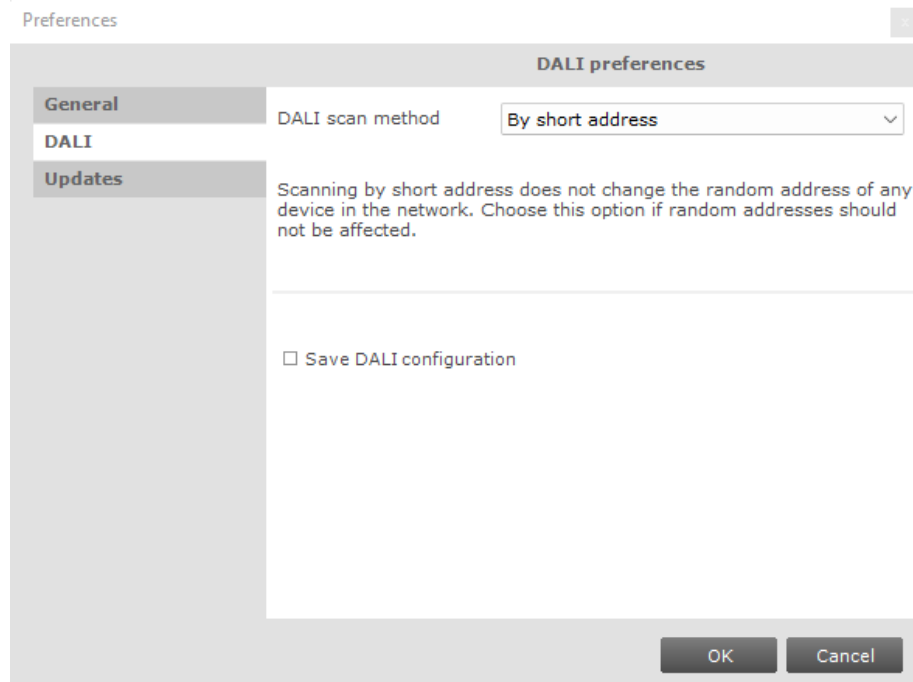 Preferences
DALI preferences
General
DALI
Updates
DALI scan method
By short address
Scanning by short address does not change the random address of any
device in the network. Choose this option if random addresses should
not be affected.
Save DALI configuration
OK
Cancel